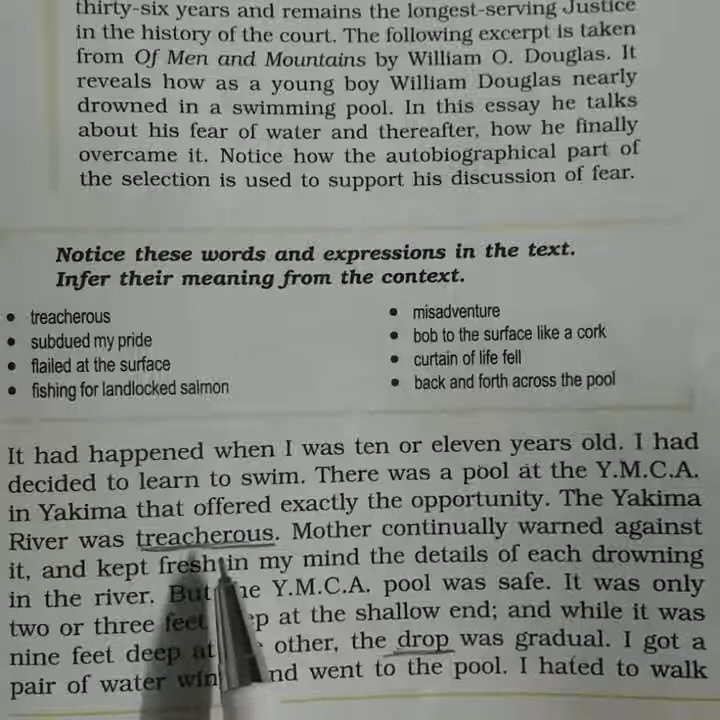 thirty-six years and remains the longest-serving Justice
in the history of the court. The following excerpt is taken
from Of Men and Mountains by William O. Douglas. It
reveals how as a young boy William Douglas nearly
drowned in a swimming pool. In this essay he talks
about his fear of water and thereafter, how he finally
overcame it. Notice how the autobiographical part of
the selection is used to support his discussion of fear.
Notice these words and expressions in the text.
Infer their meaning from the context.
• treacherous
• subdued my pride
• flailed at the surface
• fishing for landlocked salmon
• misadventure
• bob to the surface like a cork
• curtain of life fell
• back and forth across the pool
It had happened when I was ten or eleven years old. I had
decided to learn to swim. There was a pool at the Y.M.C.A.
in Yakima that offered exactly the opportunity. The Yakima
River was treacherous. Mother continually warned against
it, and kept fresh in my mind the details of each drowning
in the river. But the Y.M.C.A. pool was safe. It was only
two or three feet at the shallow end; and while it was
nine feet deep at other, the drop was gradual. I got a
pair of water and went to the pool. I hated to walk